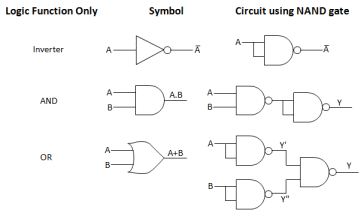 Logic Function Only Symbol Circuit using NAND gate
Inverter A A̅ A A̅
AND A B A.B A B Y
OR A B A+B A Y' B Y" Y